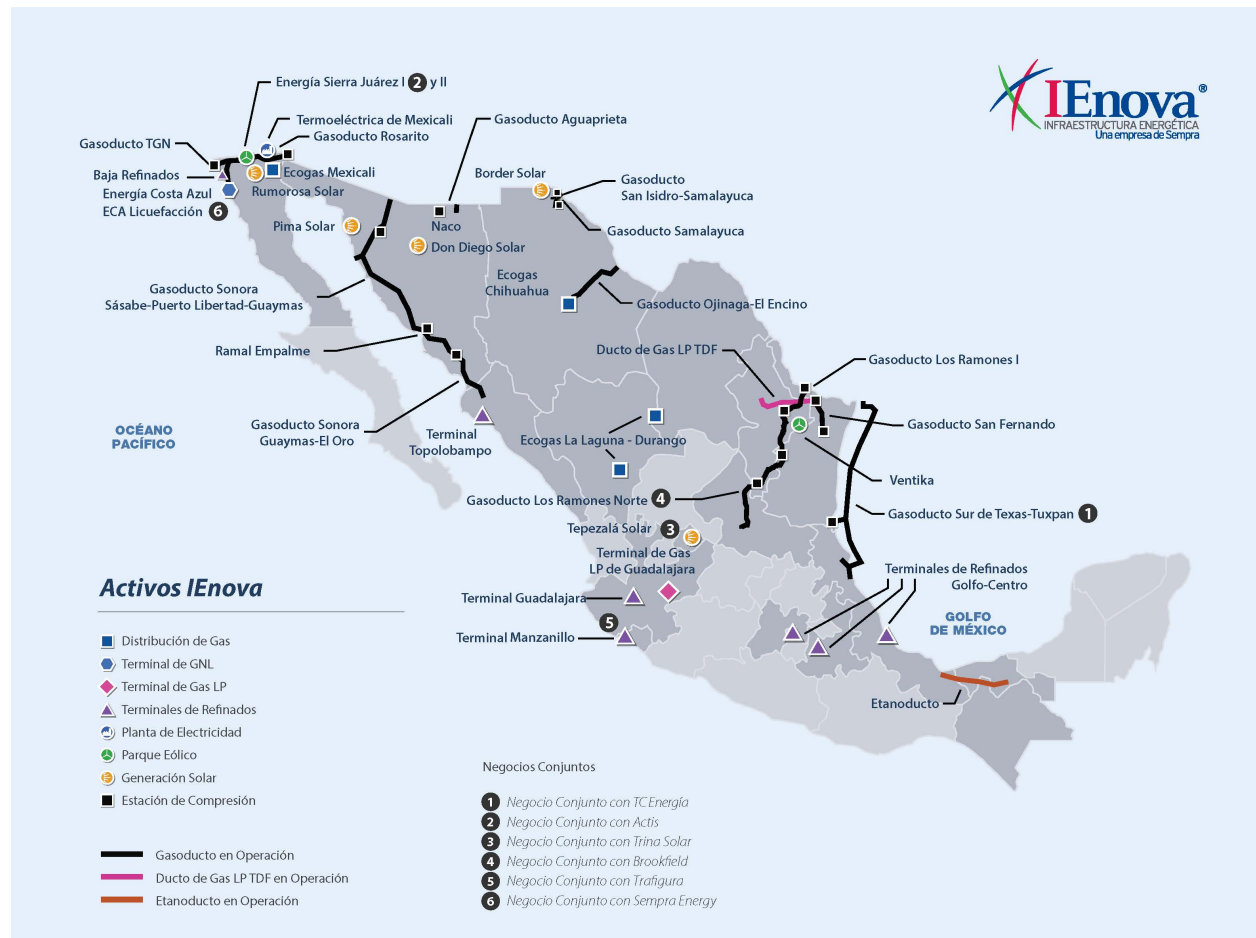 IEnova®
INFRAESTRUCTURA ENERGÉTICA
Una empresa de Sempra
Energía Sierra Juárez I 2 y II
Termoeléctrica de Mexicali
Gasoducto Rosarito
Gasoducto Aguaprieta
Gasoducto TGN
Baja Refinados
Ecogas Mexicali
Energía Costa Azul
ECA Licuefacción 6
Rumorosa Solar
Border Solar
Gasoducto
San Isidro-Samalayuca
Pima Solar
Naco
Gasoducto Samalayuca
Don Diego Solar
Ecogas
Chihuahua
Gasoducto Sonora
Sásabe-Puerto Libertad-Guaymas
Gasoducto Ojinaga-El Encino
Ramal Empalme
Ducto de Gas LP TDF
Gasoducto Los Ramones I
OCÉANO
PACÍFICO
Gasoducto Sonora
Guaymas-El Oro
Terminal
Topolobampo
Ecogas La Laguna - Durango
Gasoducto San Fernando
Ventika
Gasoducto Los Ramones Norte 4
Gasoducto Sur de Texas-Tuxpan 1
Tepezalá Solar 3
Terminal de Gas
LP de Guadalajara
Terminales de Refinados
Golfo-Centro
Terminal Guadalajara
5
Terminal Manzanillo
GOLFO
DE MÉXICO
Etanoducto
Activos IEnova
Distribución de Gas
Terminal de GNL
Terminal de Gas LP
Terminales de Refinados
Planta de Electricidad
Parque Eólico
Generación Solar
Estación de Compresión
Gasoducto en Operación
Ducto de Gas LP TDF en Operación
Etanoducto en Operación
Negocios Conjuntos
1 Negocio Conjunto con TC Energía
2 Negocio Conjunto con Actis
3 Negocio Conjunto con Trina Solar
4 Negocio Conjunto con Brookfield
5 Negocio Conjunto con Trafigura
6 Negocio Conjunto con Sempra Energy